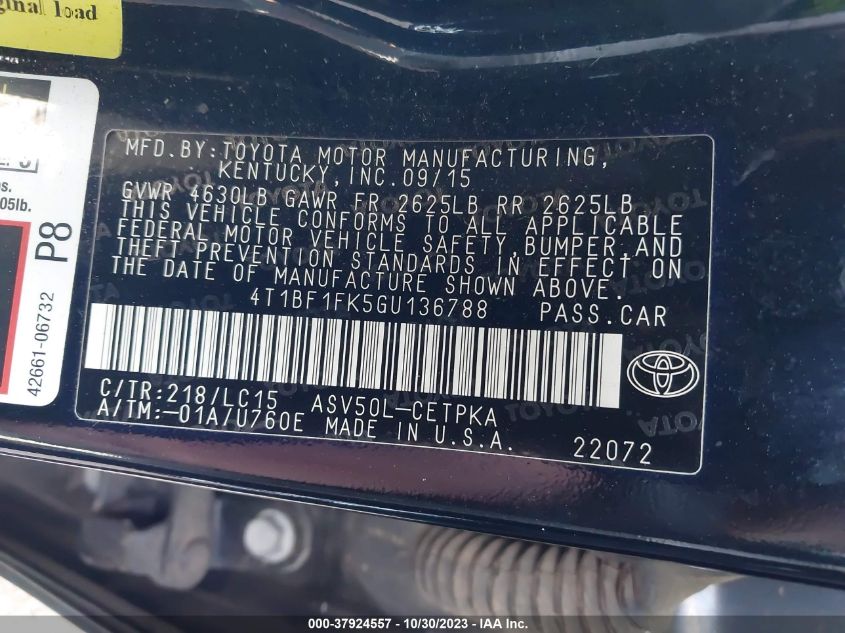 ginal load
P8
42661-06732
05lb.
MFD.BY:TOYOTA MOTOR MANUFACTURING,
KENTUCKY, INC. 09/15
GVWR 4630LB GAWR FR 2625LB RR 2625LB
THIS VEHICLE CONFORMS TO ALL APPLICABLE
FEDERAL MOTOR VEHICLE SAFETY, BUMPER, AND
THEFT PREVENTION STANDARDS IN EFFECT ON
THE DATE OF MANUFACTURE SHOWN ABOVE.
4T1BF1FK5GU136788 PASS.CAR
C/TR:218/LC15 ASV50L-CETPKA
A/TM:-01A/U760E MADE IN U.S.A. 22072
000-37924557 - 10/30/2023 - IAA Inc.